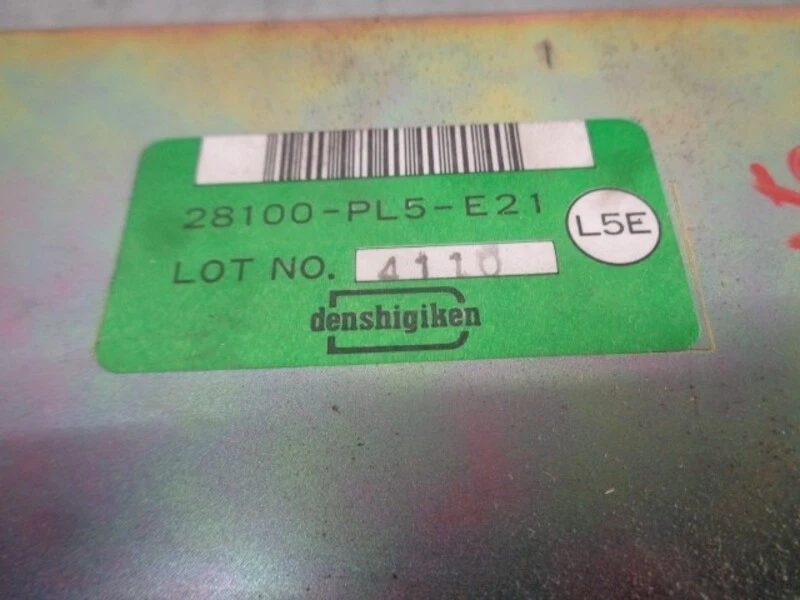 28100-PL5-E21
L5E
LOT NO. 4110
denshigiken